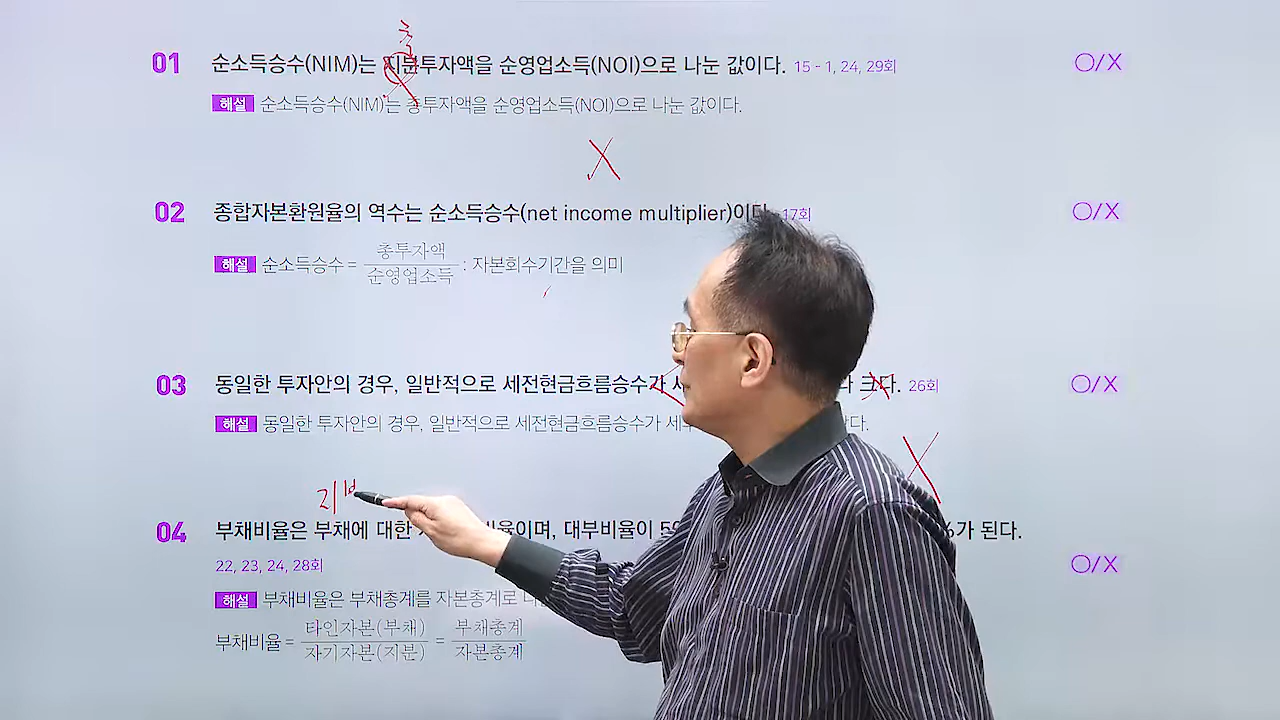 총
01 순소득승수(NIM)는 지분투자액을 순영업소득(NOI)으로 나눈 값이다. 15 - 1, 24, 29회 O/X
해설 순소득승수(NIM)는 총투자액을 순영업소득(NOI)으로 나눈 값이다.
X
02 종합자본환원율의 역수는 순소득승수(net income multiplier)이다. 17회 O/X
해설 순소득승수 = 총투자액 / 순영업소득 : 자본회수기간을 의미
03 동일한 투자안의 경우, 일반적으로 세전현금흐름승수가 크다. 26회 O/X
해설 동일한 투자안의 경우, 일반적으로 세전현금흐름승수가
X
지
04 부채비율은 부채에 대한 비율이며, 대부비율이 가 된다.
22, 23, 24, 28회 O/X
해설 부채비율은 부채총계를 자본총계로
부채비율 = 타인자본(부채) / 자기자본(지분) = 부채총계 / 자본총계